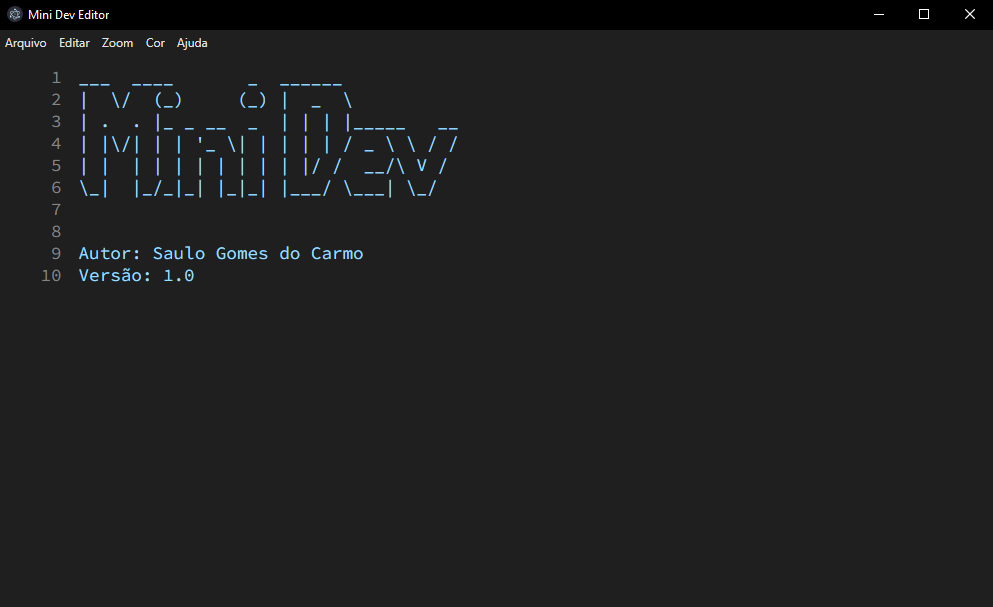 Mini Dev Editor
Arquivo Editar Zoom Cor Ajuda
1 ___  ____       _  ______
2 |  \/  (_)     (_) |  _  \
3 | .  . |_ _ __  _  | | | |_____   __
4 | |\/| | | '_ \| | | | | / _ \ \ / /
5 | |  | | | | | | | | |/ /  __/\ V /
6 \_|  |_/_|_| |_|_| |___/ \___| \_/
7
8
9 Autor: Saulo Gomes do Carmo
10 Versão: 1.0